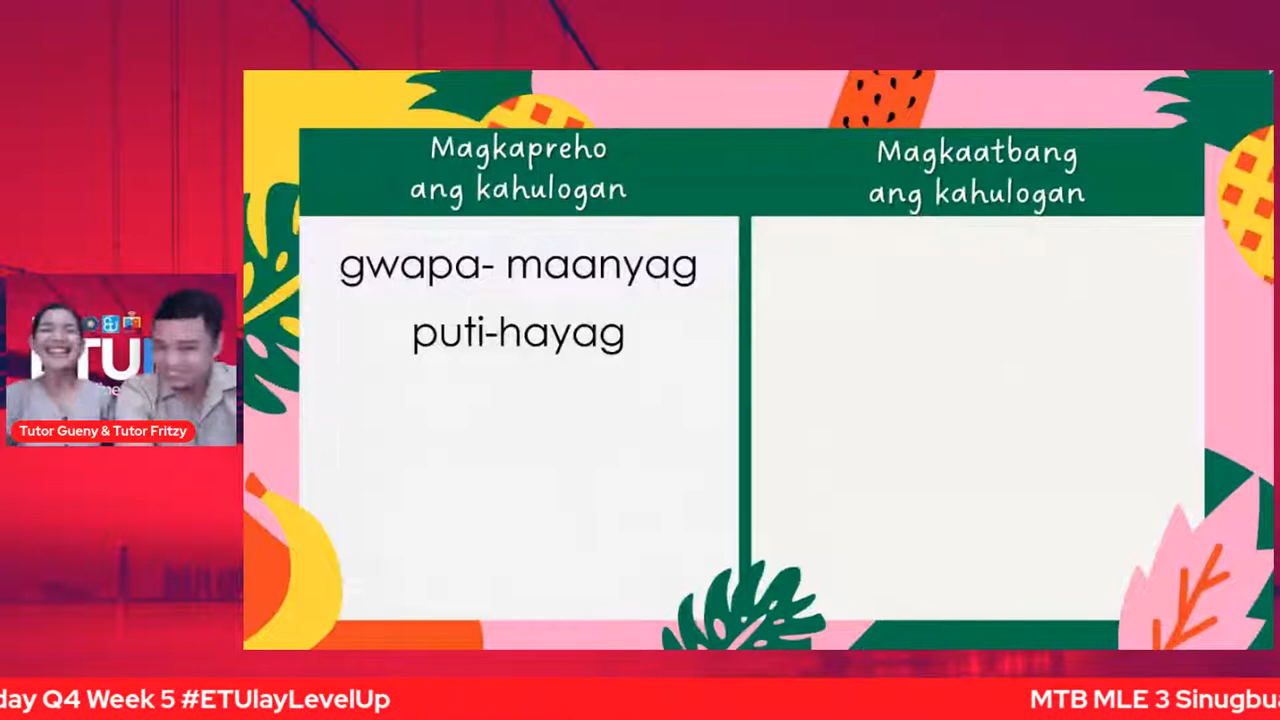 Magkapreho
ang kahulogan
Magkaatbang
ang kahulogan
gwapa- maanyag
puti-hayag
ETU
Tutor Gueny & Tutor Fritzy
day Q4 Week 5 #ETUlayLevelUp
MTB MLE 3 Sinugbua